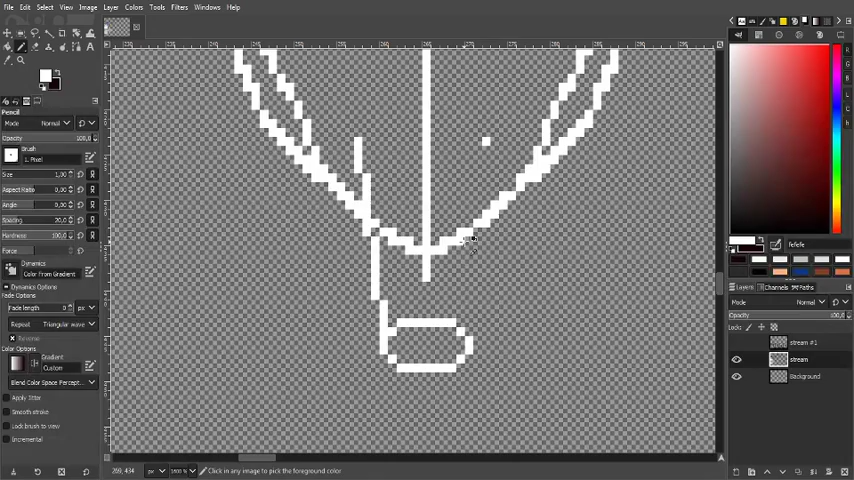 File Edit Select View Image Layer Colors Tools Filters Windows Help
Pencil
Mode Normal
Opacity 100,0
Brush
1. Pixel
Size 1,00
Aspect Ratio 0,00
Angle 0,00
Spacing 20,0
Hardness 100,0
Force
Dynamics
Color From Gradient
Dynamics Options
Fade Options
Fade length 0 px
Repeat Triangular wave
Reverse
Color Options
Gradient
Custom
Blend Color Space Percept...
Apply Jitter
Smooth stroke
Lock brush to view
Incremental
R
G
B
L
C
h
fefefe
Layers Channels Paths
Mode Normal
Opacity 100,0
Lock:
stream #1
stream
Background
269, 434 px 1600 % Click in any image to pick the foreground color